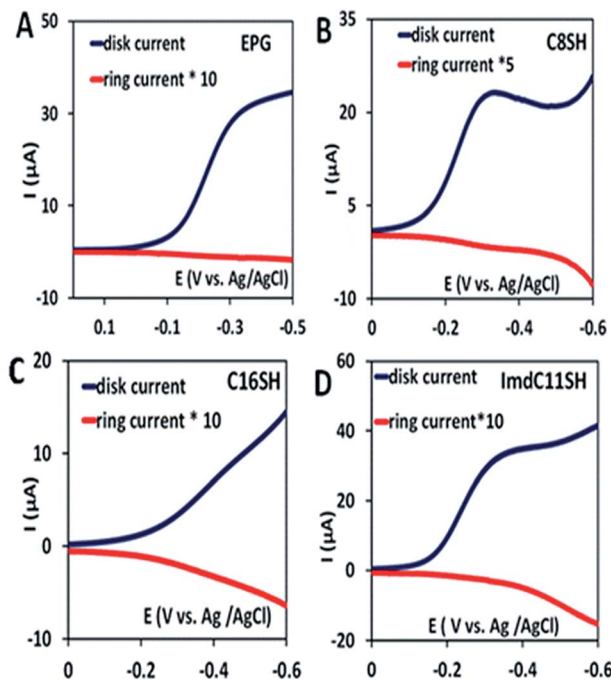 A
EPG
disk current
ring current * 10
I (µA)
50
30
10
-10
E (V vs. Ag/AgCl)
0.1 -0.1 -0.3 -0.5
B
C8SH
disk current
ring current *5
I (µA)
35
20
5
-10
E (V vs. Ag/AgCl)
0 -0.2 -0.4 -0.6
C
C16SH
disk current
ring current * 10
I (µA)
20
10
0
-10
E (V vs. Ag /AgCl)
0 -0.2 -0.4 -0.6
D
ImdC11SH
disk current
ring current*10
I (µA)
60
40
20
0
-20
E ( V vs. Ag/AgCl)
0 -0.2 -0.4 -0.6